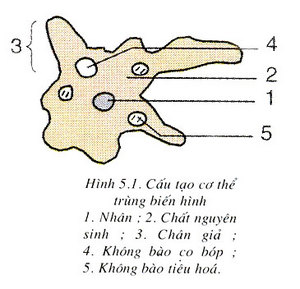 3
4
2
1
5
Hình 5.1. Cấu tạo cơ thể
trùng biến hình
1. Nhân ; 2. Chất nguyên
sinh ; 3. Chân giả ;
4. Không bào co bóp ;
5. Không bào tiêu hoá.